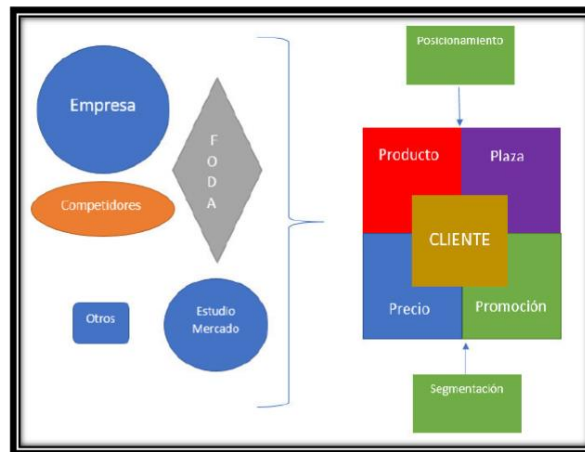 Empresa
F
O
D
A
Competidores
Otros
Estudio
Mercado
Posicionamiento
Producto
Plaza
CLIENTE
Precio
Promoción
Segmentación